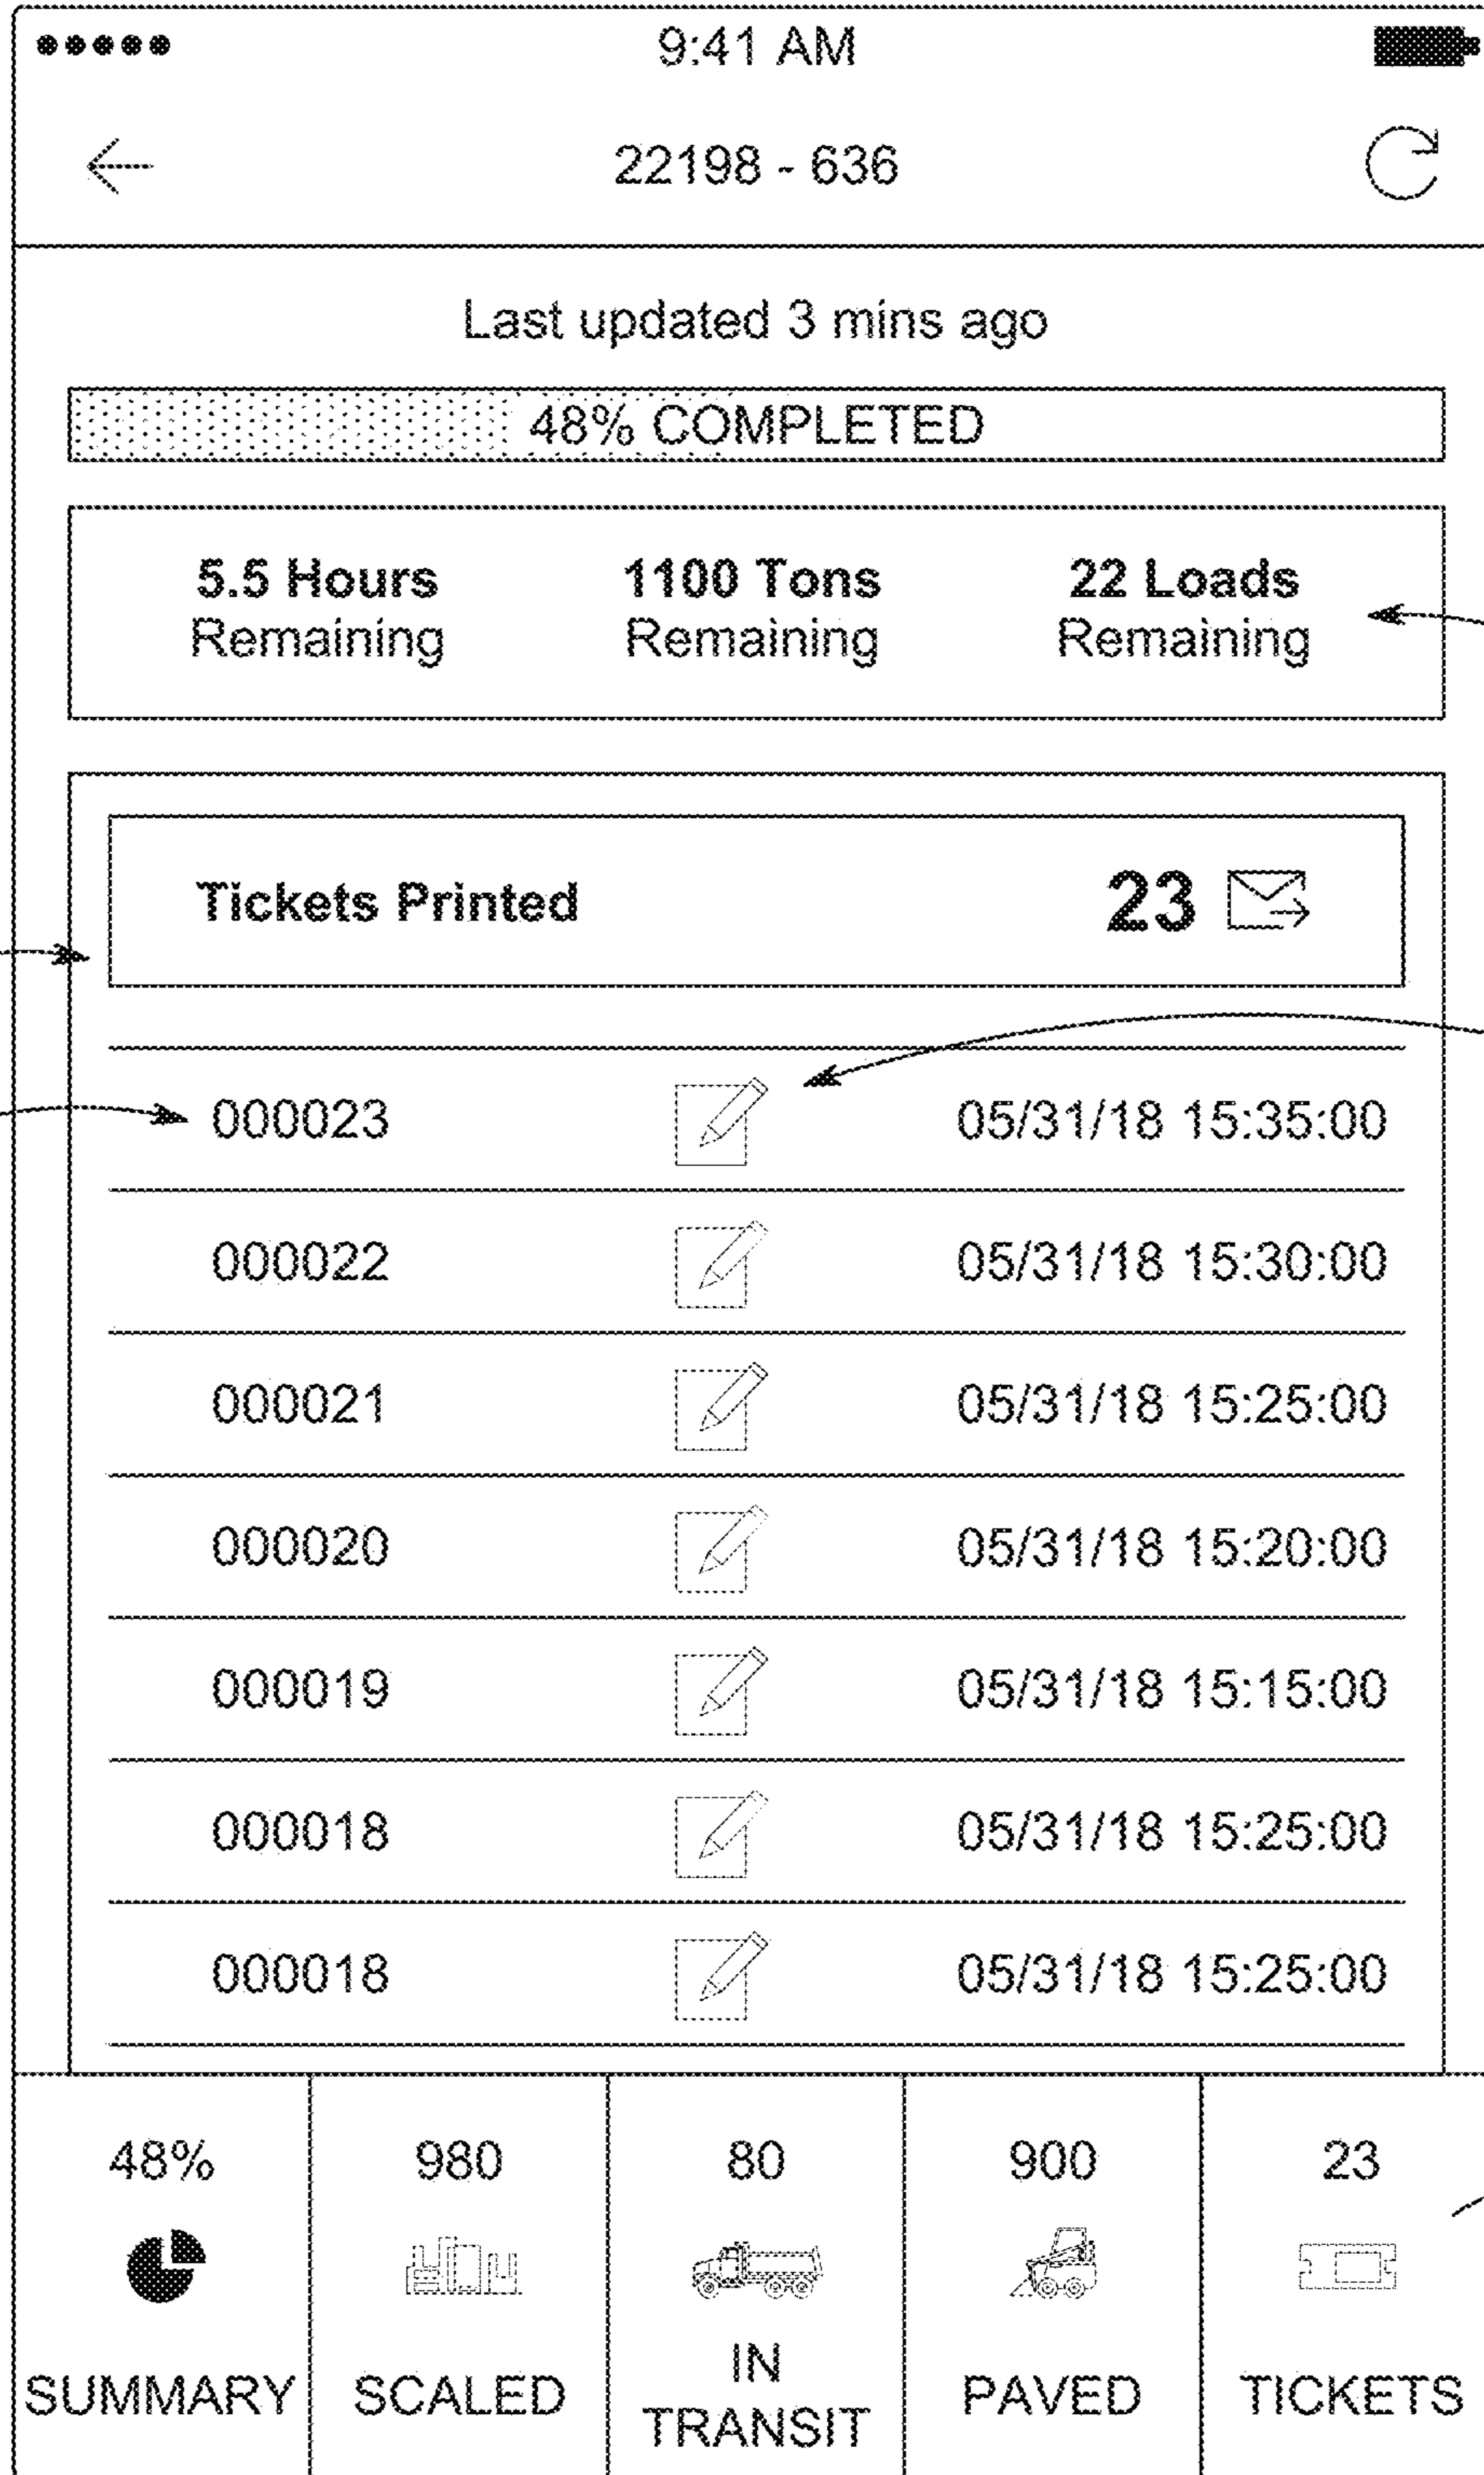 9:41 AM
22198 - 636
Last updated 3 mins ago
48% COMPLETED
5.5 Hours 1100 Tons 22 Loads
Remaining Remaining Remaining
Tickets Printed 23
000023 05/31/18 15:35:00
000022 05/31/18 15:30:00
000021 05/31/18 15:25:00
000020 05/31/18 15:20:00
000019 05/31/18 15:15:00
000018 05/31/18 15:25:00
000018 05/31/18 15:25:00
48% 980 80 900 23
SUMMARY SCALED IN TRANSIT PAVED TICKETS